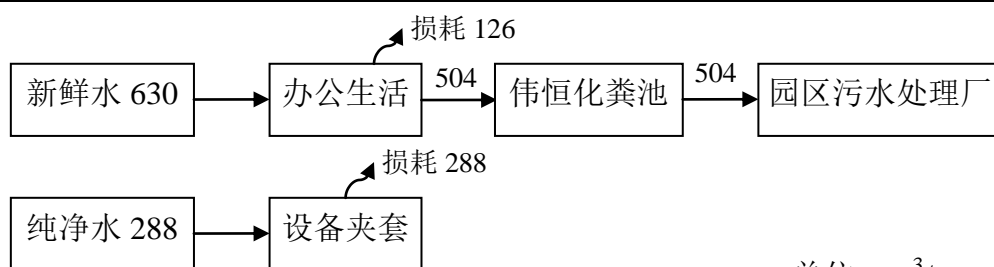 损耗 126
新鲜水 630
办公生活
504
伟恒化粪池
504
园区污水处理厂
损耗 288
纯净水 288
设备夹套